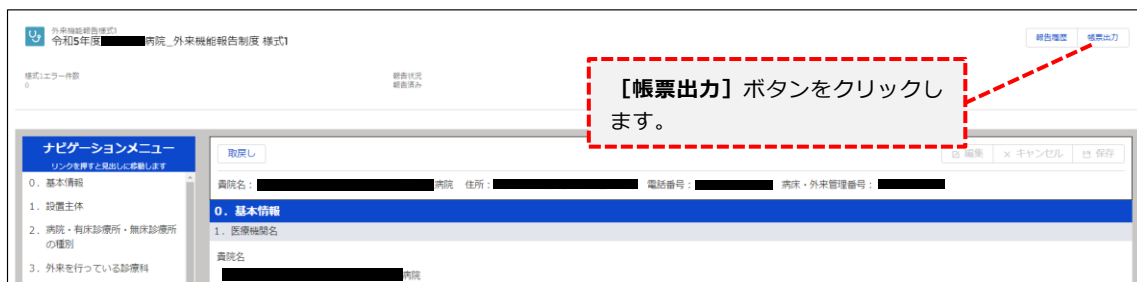 外来機能報告様式1
令和5年度 病院_外来機能報告制度 様式1
報告履歴 帳票出力
様式1エラー件数 報告状況
0 報告済み
［帳票出力］ボタンをクリックし
ます。
ナビゲーションメニュー
リンクを押すと見出しに移動します
取戻し 編集 × キャンセル 保存
0．基本情報
1．設置主体
2．病院・有床診療所・無床診療所
の種別
3．外来を行っている診療科
貴院名： 病院 住所： 電話番号： 病床・外来管理番号：
0．基本情報
1．医療機関名
貴院名
病院